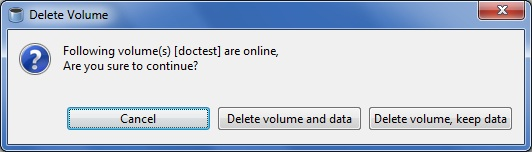 Delete Volume
Following volume(s) [doctest] are online,
Are you sure to continue?
Cancel
Delete volume and data
Delete volume, keep data